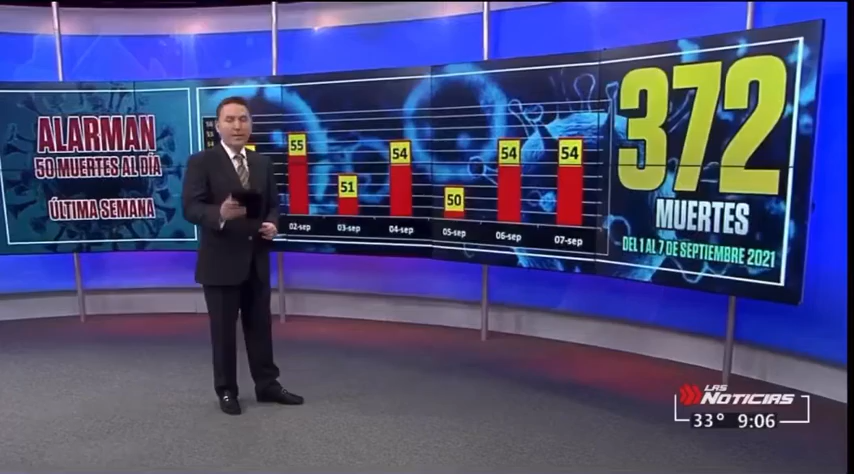 ALARMAN
50 MUERTES AL DÍA
ÚLTIMA SEMANA
55
51
54
50
54
54
02-sep
03-sep
04-sep
05-sep
06-sep
07-sep
372
MUERTES
DEL 1 AL 7 DE SEPTIEMBRE 2021
LAS
NOTICIAS
33° 9:06